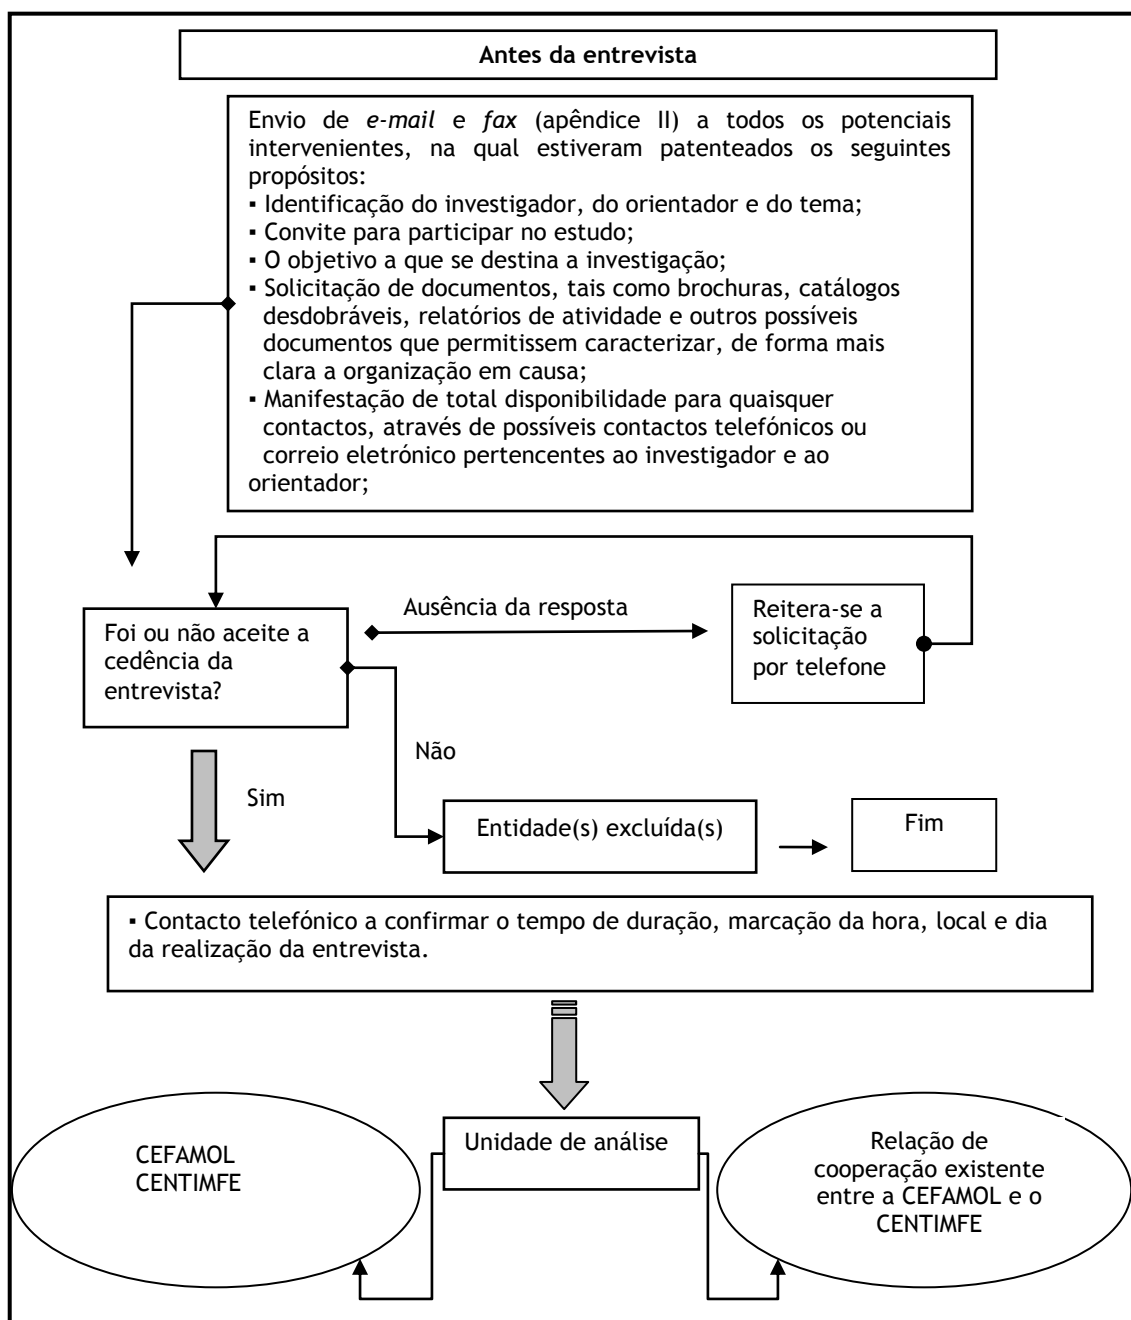 Antes da entrevista
Envio de e-mail e fax (apêndice II) a todos os potenciais
intervenientes, na qual estiveram patenteados os seguintes
propósitos:
▪ Identificação do investigador, do orientador e do tema;
▪ Convite para participar no estudo;
▪ O objetivo a que se destina a investigação;
▪ Solicitação de documentos, tais como brochuras, catálogos
desdobráveis, relatórios de atividade e outros possíveis
documentos que permitissem caracterizar, de forma mais
clara a organização em causa;
▪ Manifestação de total disponibilidade para quaisquer
contactos, através de possíveis contactos telefónicos ou
correio eletrónico pertencentes ao investigador e ao
orientador;
Foi ou não aceite a
cedência da
entrevista?
Ausência da resposta
Reitera-se a
solicitação
por telefone
Não
Sim
Entidade(s) excluída(s)
Fim
▪ Contacto telefónico a confirmar o tempo de duração, marcação da hora, local e dia
da realização da entrevista.
Unidade de análise
CEFAMOL
CENTIMFE
Relação de
cooperação existente
entre a CEFAMOL e o
CENTIMFE